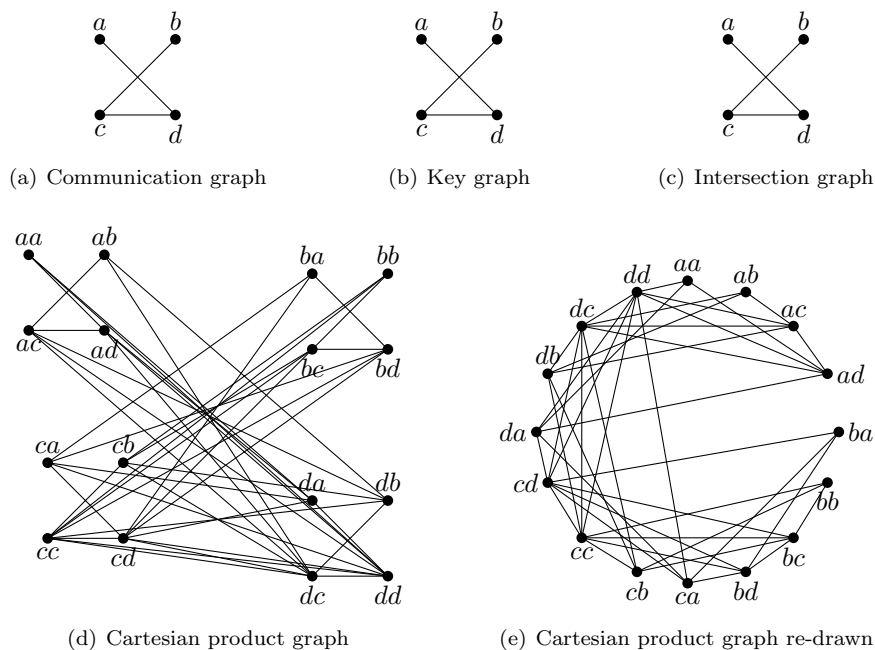 a b a b a b
c d c d c d
(a) Communication graph (b) Key graph (c) Intersection graph
aa ab ba bb
ac ad bc bd
ca cb da db
cc cd dc dd
dd aa ab
dc ac
db ad
da ba
cd bb
cc bc
cb ca bd
(d) Cartesian product graph (e) Cartesian product graph re-drawn